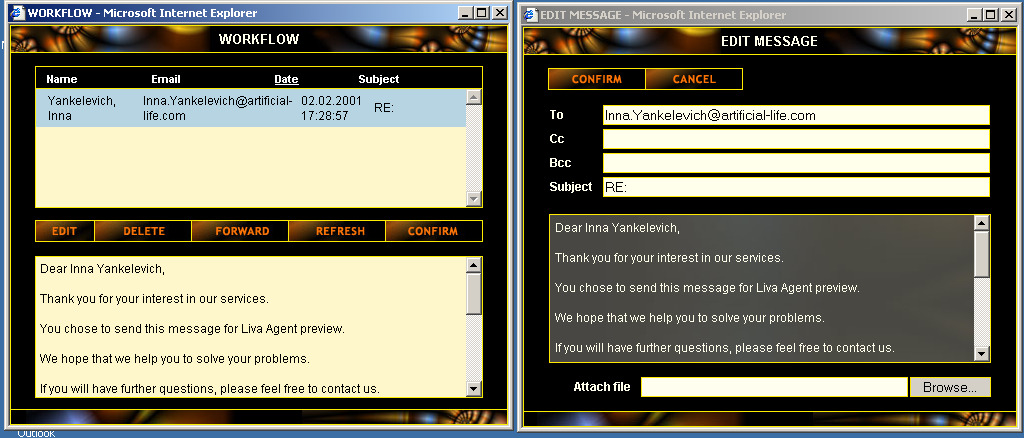 WORKFLOW - Microsoft Internet Explorer
WORKFLOW
Name Email Date Subject
Yankelevich, Inna.Yankelevich@artificial- 02.02.2001 RE:
Inna life.com 17:28:57
EDIT DELETE FORWARD REFRESH CONFIRM
Dear Inna Yankelevich,
Thank you for your interest in our services.
You chose to send this message for Liva Agent preview.
We hope that we help you to solve your problems.
If you will have further questions, please feel free to contact us.
Outlook
EDIT MESSAGE - Microsoft Internet Explorer
EDIT MESSAGE
CONFIRM CANCEL
To Inna.Yankelevich@artificial-life.com
Cc
Bcc
Subject RE:
Dear Inna Yankelevich,
Thank you for your interest in our services.
You chose to send this message for Liva Agent preview.
We hope that we help you to solve your problems.
If you will have further questions, please feel free to contact us.
Attach file Browse...